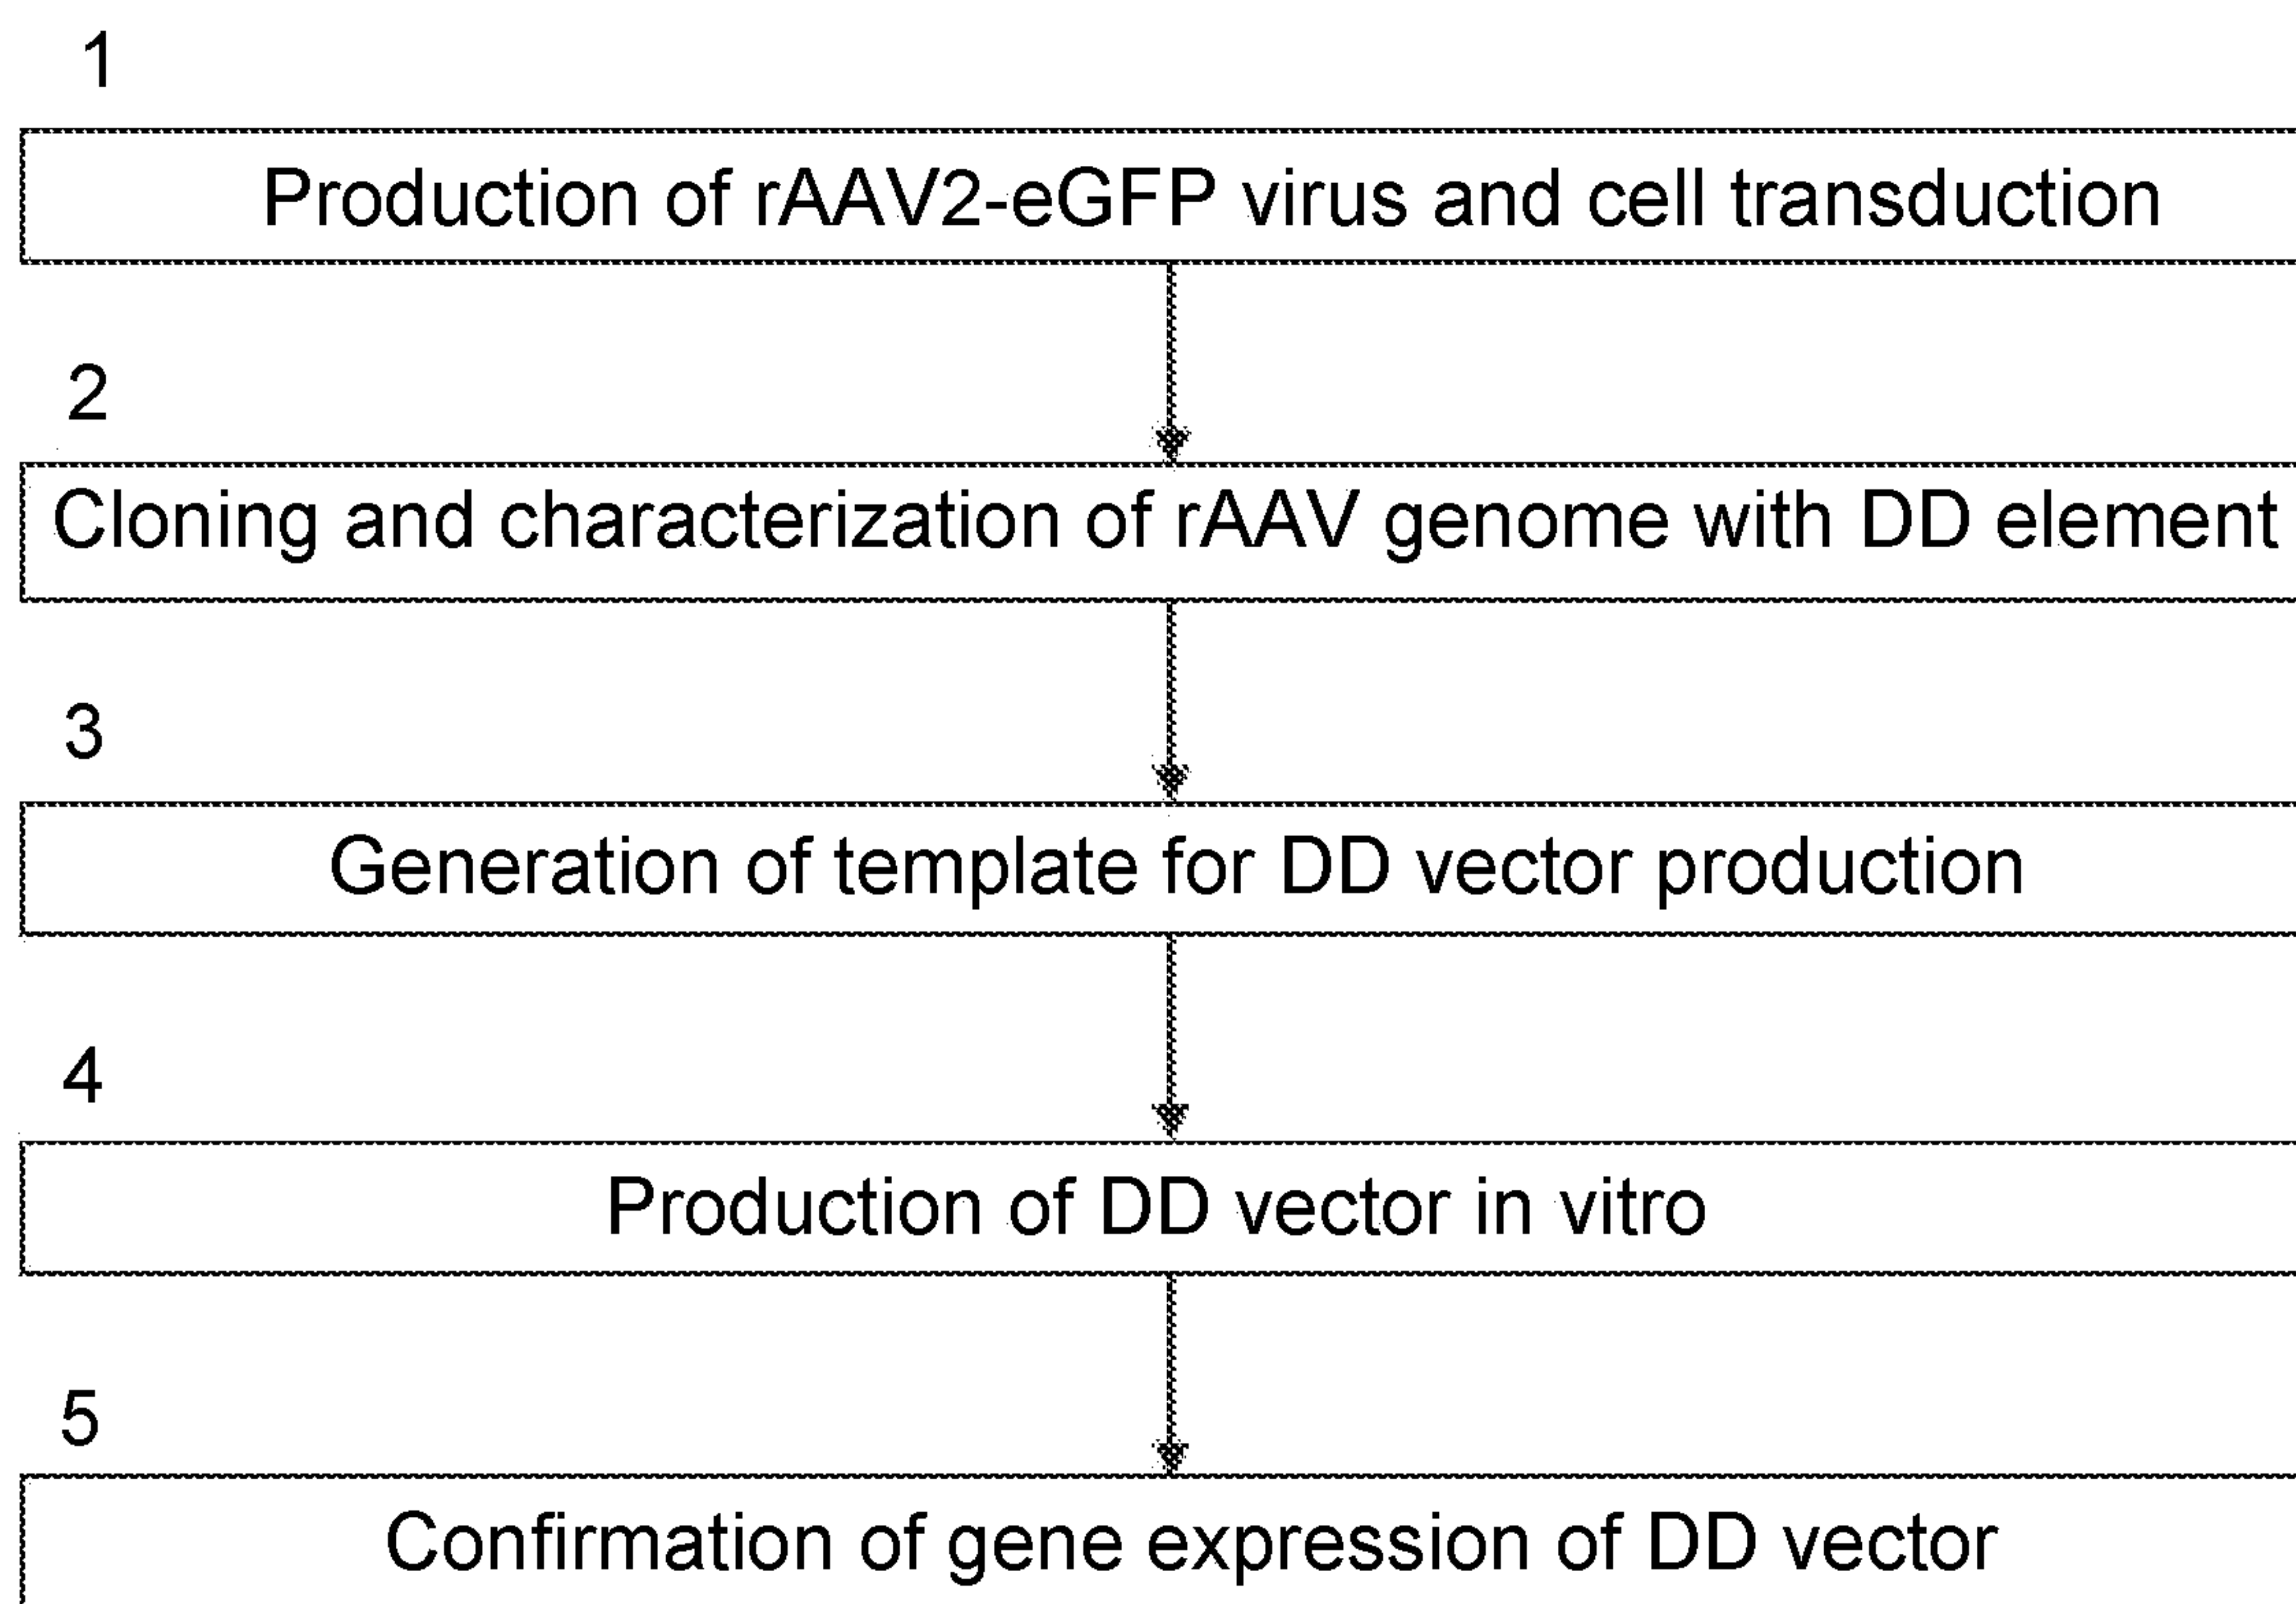 1
Production of rAAV2-eGFP virus and cell transduction
2
Cloning and characterization of rAAV genome with DD element
3
Generation of template for DD vector production
4
Production of DD vector in vitro
5
Confirmation of gene expression of DD vector